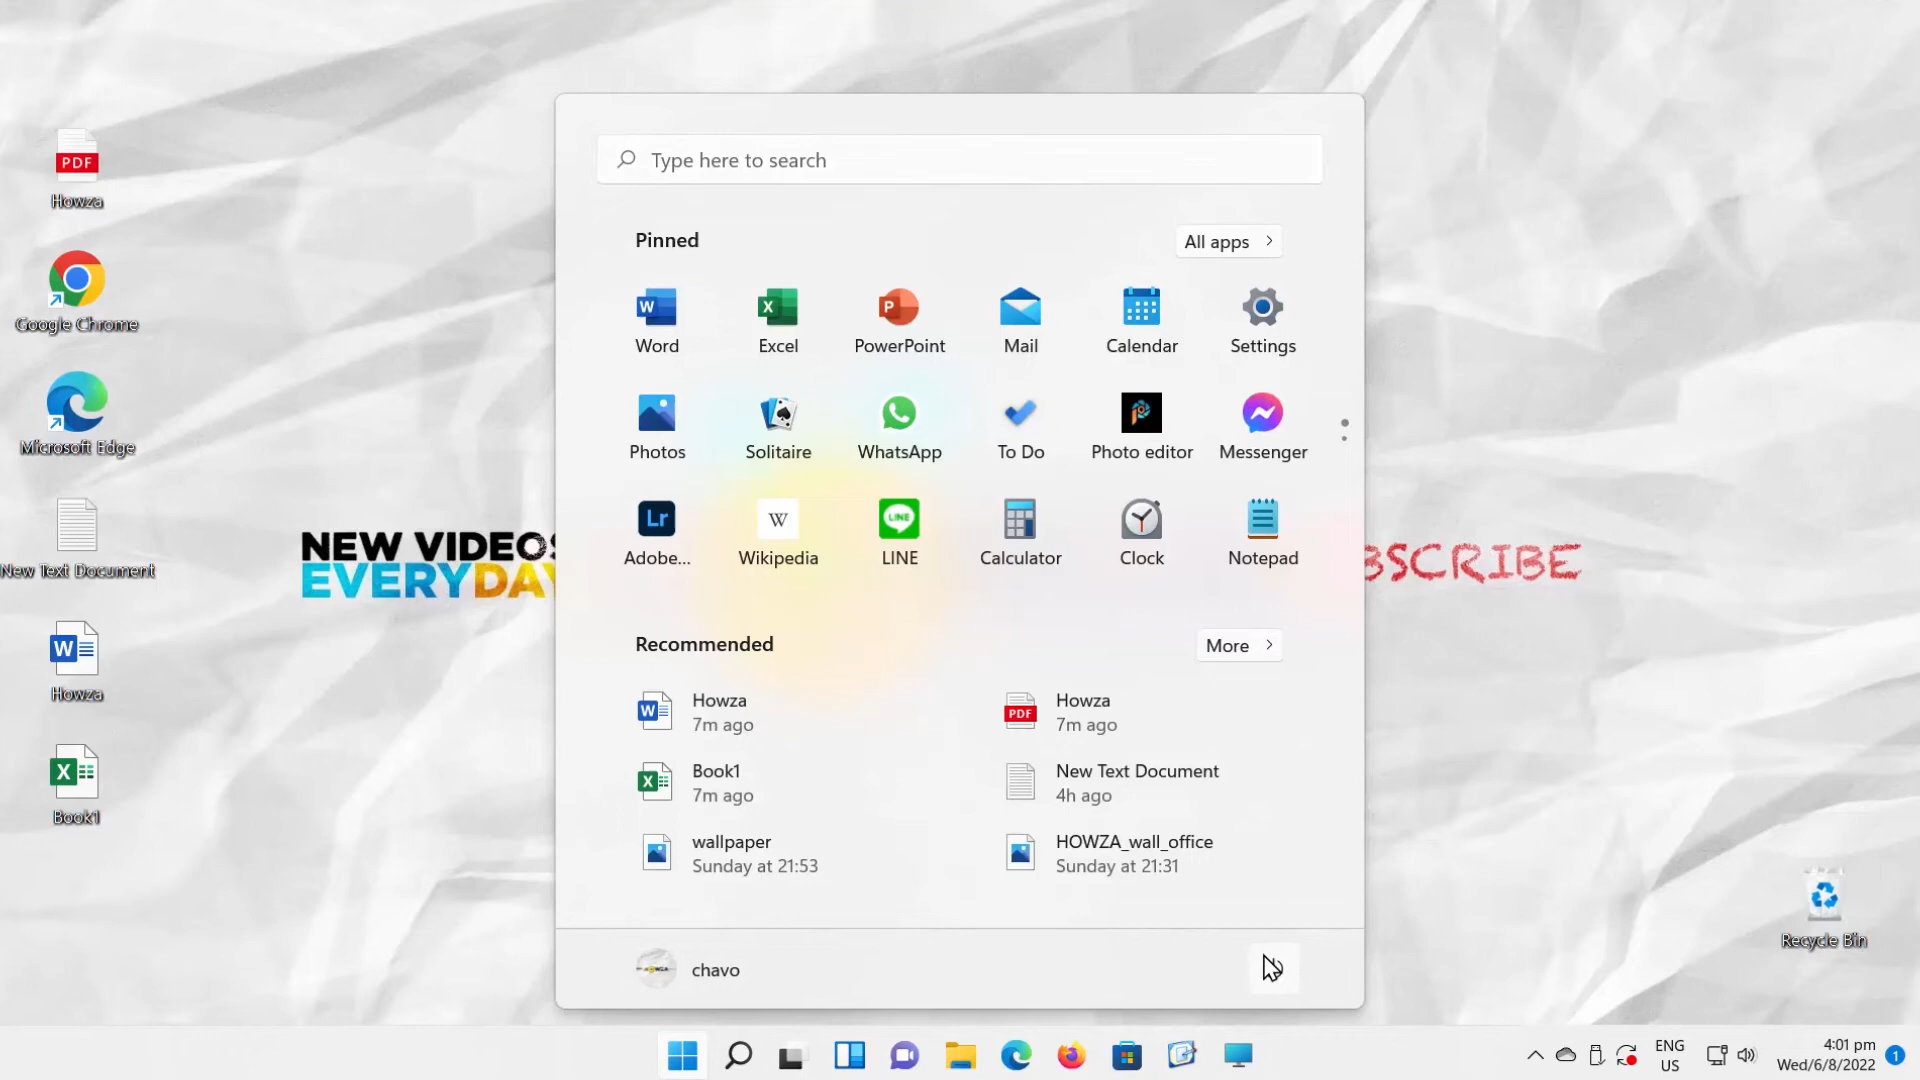 PDF
Howza
Google Chrome
Microsoft Edge
New Text Document
W
Howza
X
Book1
NEW VIDEOS
EVERYDAY
BSCRIBE
Type here to search
Pinned
All apps
W
X
P
Word
Excel
PowerPoint
Mail
Calendar
Settings
Photos
Solitaire
WhatsApp
To Do
Photo editor
Messenger
Lr
W
LINE
Adobe...
Wikipedia
LINE
Calculator
Clock
Notepad
Recommended
More
W
Howza
7m ago
PDF
Howza
7m ago
X
Book1
7m ago
New Text Document
4h ago
wallpaper
Sunday at 21:53
HOWZA_wall_office
Sunday at 21:31
chavo
Recycle Bin
ENG
US
4:01 pm
Wed/6/8/2022
1